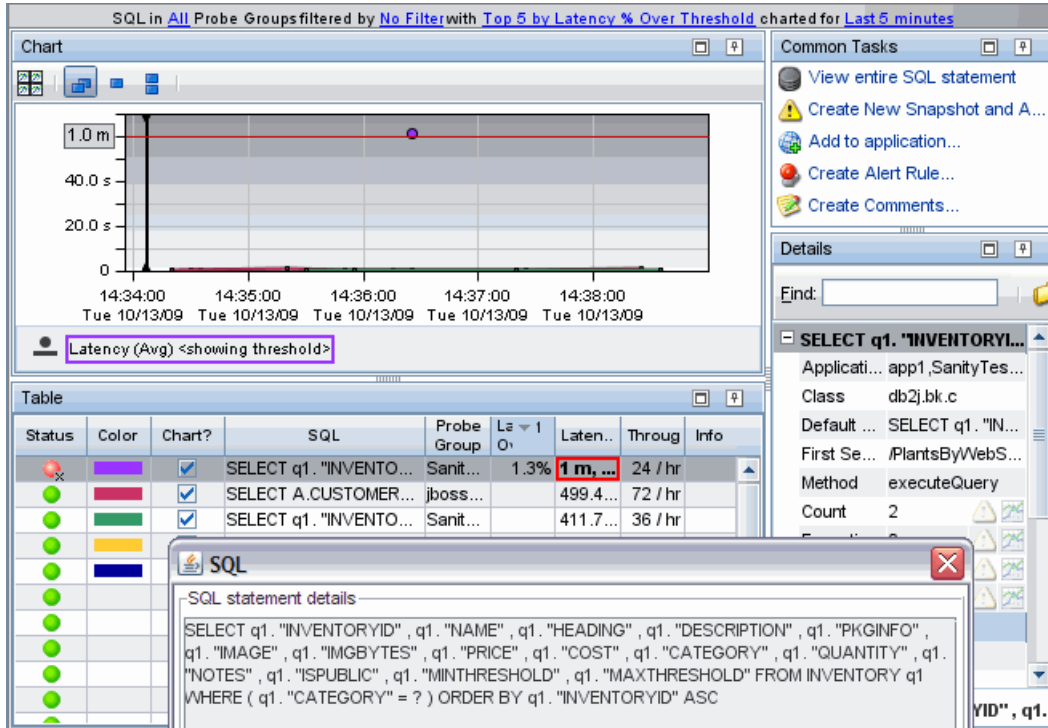 SQL in All Probe Groups filtered by No Filter with Top 5 by Latency % Over Threshold charted for Last 5 minutes
Chart
1.0 m
40.0 s
20.0 s
0
14:34:00 14:35:00 14:36:00 14:37:00 14:38:00
Tue 10/13/09 Tue 10/13/09 Tue 10/13/09 Tue 10/13/09 Tue 10/13/09
Latency (Avg) <showing threshold>
Common Tasks
View entire SQL statement
Create New Snapshot and A...
Add to application...
Create Alert Rule...
Create Comments...
Details
Find:
SELECT q1. "INVENTORYI...
Applicati... app1,SanityTes...
Class db2j.bk.c
Default ... SELECT q1. "IN...
First Se... /PlantsByWebS...
Method executeQuery
Count 2
Table
Status Color Chart? SQL Probe Group La 1 Laten... Throug Info
SELECT q1. "INVENTO... Sanit... 1.3% 1 m, ... 24 / hr
SELECT A.CUSTOMER... jboss... 499.4... 72 / hr
SELECT q1. "INVENTO... Sanit... 411.7... 36 / hr
SQL
SQL statement details
SELECT q1. "INVENTORYID" , q1. "NAME" , q1. "HEADING" , q1. "DESCRIPTION" , q1. "PKGINFO" ,
q1. "IMAGE" , q1. "IMGBYTES" , q1. "PRICE" , q1. "COST" , q1. "CATEGORY" , q1. "QUANTITY" , q1.
"NOTES" , q1. "ISPUBLIC" , q1. "MINTHRESHOLD" , q1. "MAXTHRESHOLD" FROM INVENTORY q1
WHERE ( q1. "CATEGORY" = ? ) ORDER BY q1. "INVENTORYID" ASC
YID" , q1.